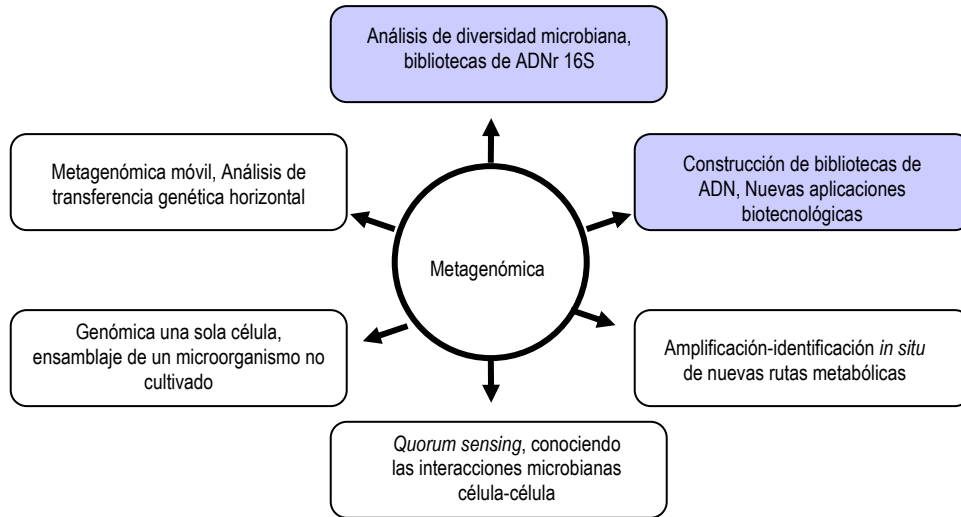 Análisis de diversidad microbiana,
bibliotecas de ADNr 16S
Metagenómica móvil, Análisis de
transferencia genética horizontal
Construcción de bibliotecas de
ADN, Nuevas aplicaciones
biotecnológicas
Metagenómica
Genómica una sola célula,
ensamblaje de un microorganismo no
cultivado
Amplificación-identificación in situ
de nuevas rutas metabólicas
Quorum sensing, conociendo
las interacciones microbianas
célula-célula